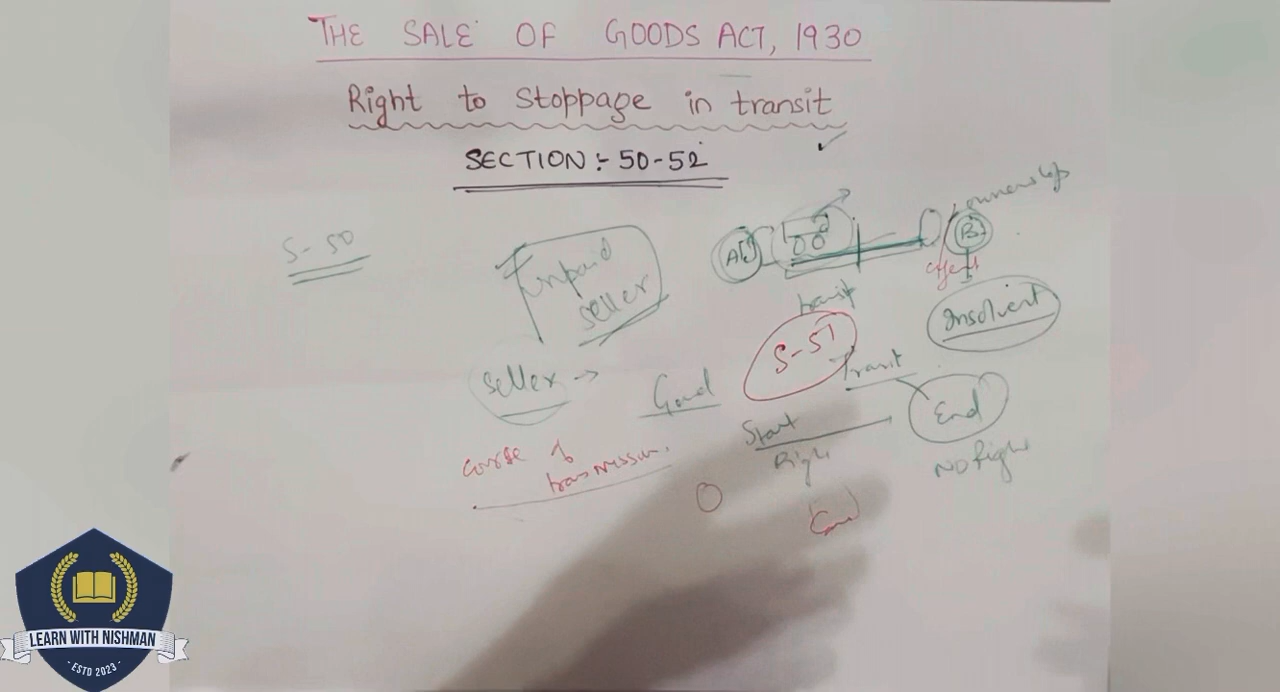 THE SALE OF GOODS ACT, 1930
Right to Stoppage in transit
SECTION :- 50-52
S-50
Unpaid
seller
A(S)
B
ownership
transit
Insolvent
S-51
Transit
seller →
Good
End
Start
Right
No Right
course of
transmission.
End
LEARN WITH NISHMAN
· ESTD 2023 ·